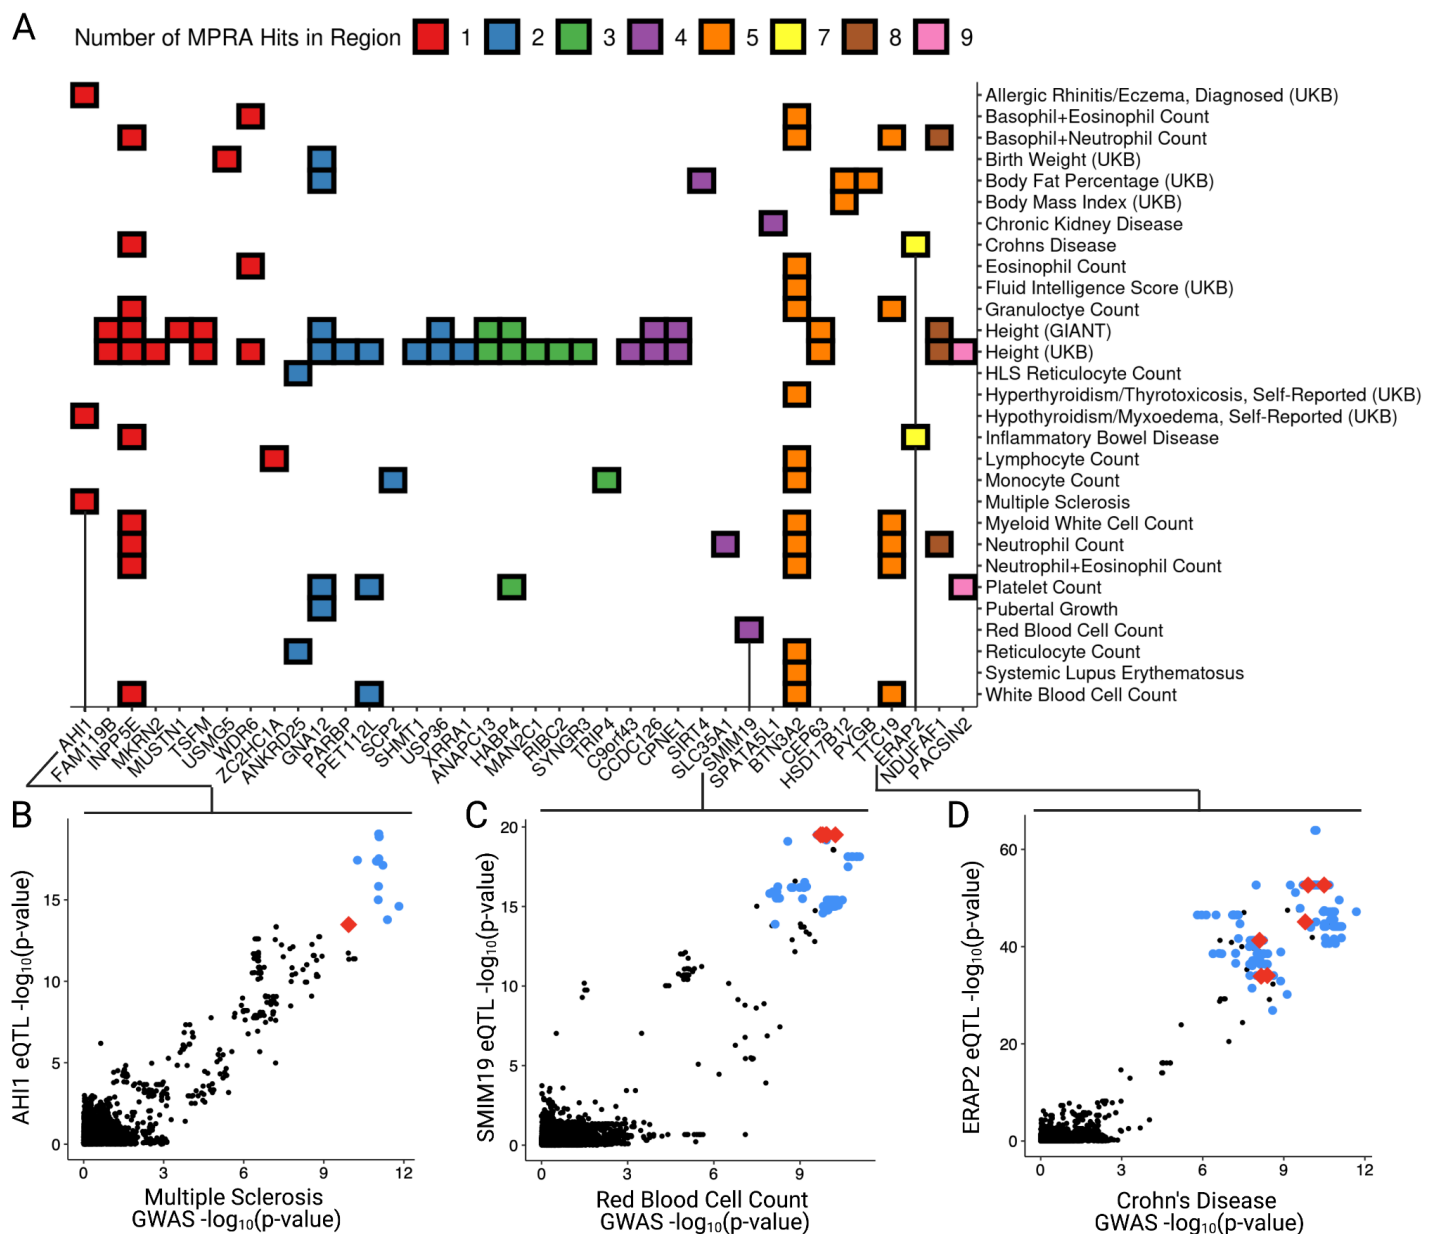 A
Number of MPRA Hits in Region 1 2 3 4 5 7 8 9
Allergic Rhinitis/Eczema, Diagnosed (UKB)
Basophil+Eosinophil Count
Basophil+Neutrophil Count
Birth Weight (UKB)
Body Fat Percentage (UKB)
Body Mass Index (UKB)
Chronic Kidney Disease
Crohns Disease
Eosinophil Count
Fluid Intelligence Score (UKB)
Granuloctye Count
Height (GIANT)
Height (UKB)
HLS Reticulocyte Count
Hyperthyroidism/Thyrotoxicosis, Self-Reported (UKB)
Hypothyroidism/Myxoedema, Self-Reported (UKB)
Inflammatory Bowel Disease
Lymphocyte Count
Monocyte Count
Multiple Sclerosis
Myeloid White Cell Count
Neutrophil Count
Neutrophil+Eosinophil Count
Platelet Count
Pubertal Growth
Red Blood Cell Count
Reticulocyte Count
Systemic Lupus Erythematosus
White Blood Cell Count
AHI1
FAM119B
INPP5E
MKRN2
MUSTN1
TSFM
USMG5
WDR6
ZC2HC1A
ANKRD25
GNA12
PARBP
PET112L
SCP2
SHMT1
USP36
XRRA1
ANAPC13
HABP4
MAN2C1
RIBC2
SYNGR3
TRIP4
C9orf43
CCDC126
CPNE1
SIRT4
SLC35A1
SMIM19
SPATA5L1
BTN3A2
CEP63
HSD17B12
PYGB
TTC19
ERAP2
NDUFAF1
PACSIN2
B
AHI1 eQTL -log₁₀(p-value)
15
10
5
0
0 3 6 9 12
Multiple Sclerosis
GWAS -log₁₀(p-value)
C
SMIM19 eQTL -log₁₀(p-value)
20
15
10
5
0
0 3 6 9
Red Blood Cell Count
GWAS -log₁₀(p-value)
D
ERAP2 eQTL -log₁₀(p-value)
60
40
20
0
0 3 6 9 12
Crohn's Disease
GWAS -log₁₀(p-value)